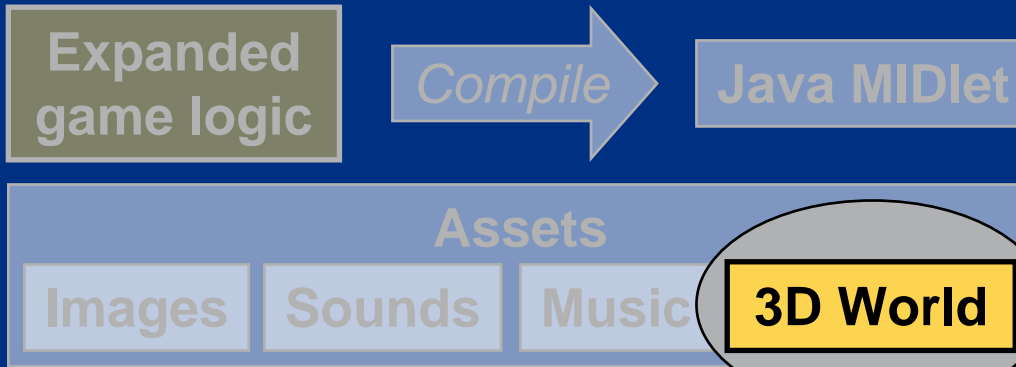 Expanded
game logic
Compile
Java MIDlet
Assets
Images
Sounds
Music
3D World